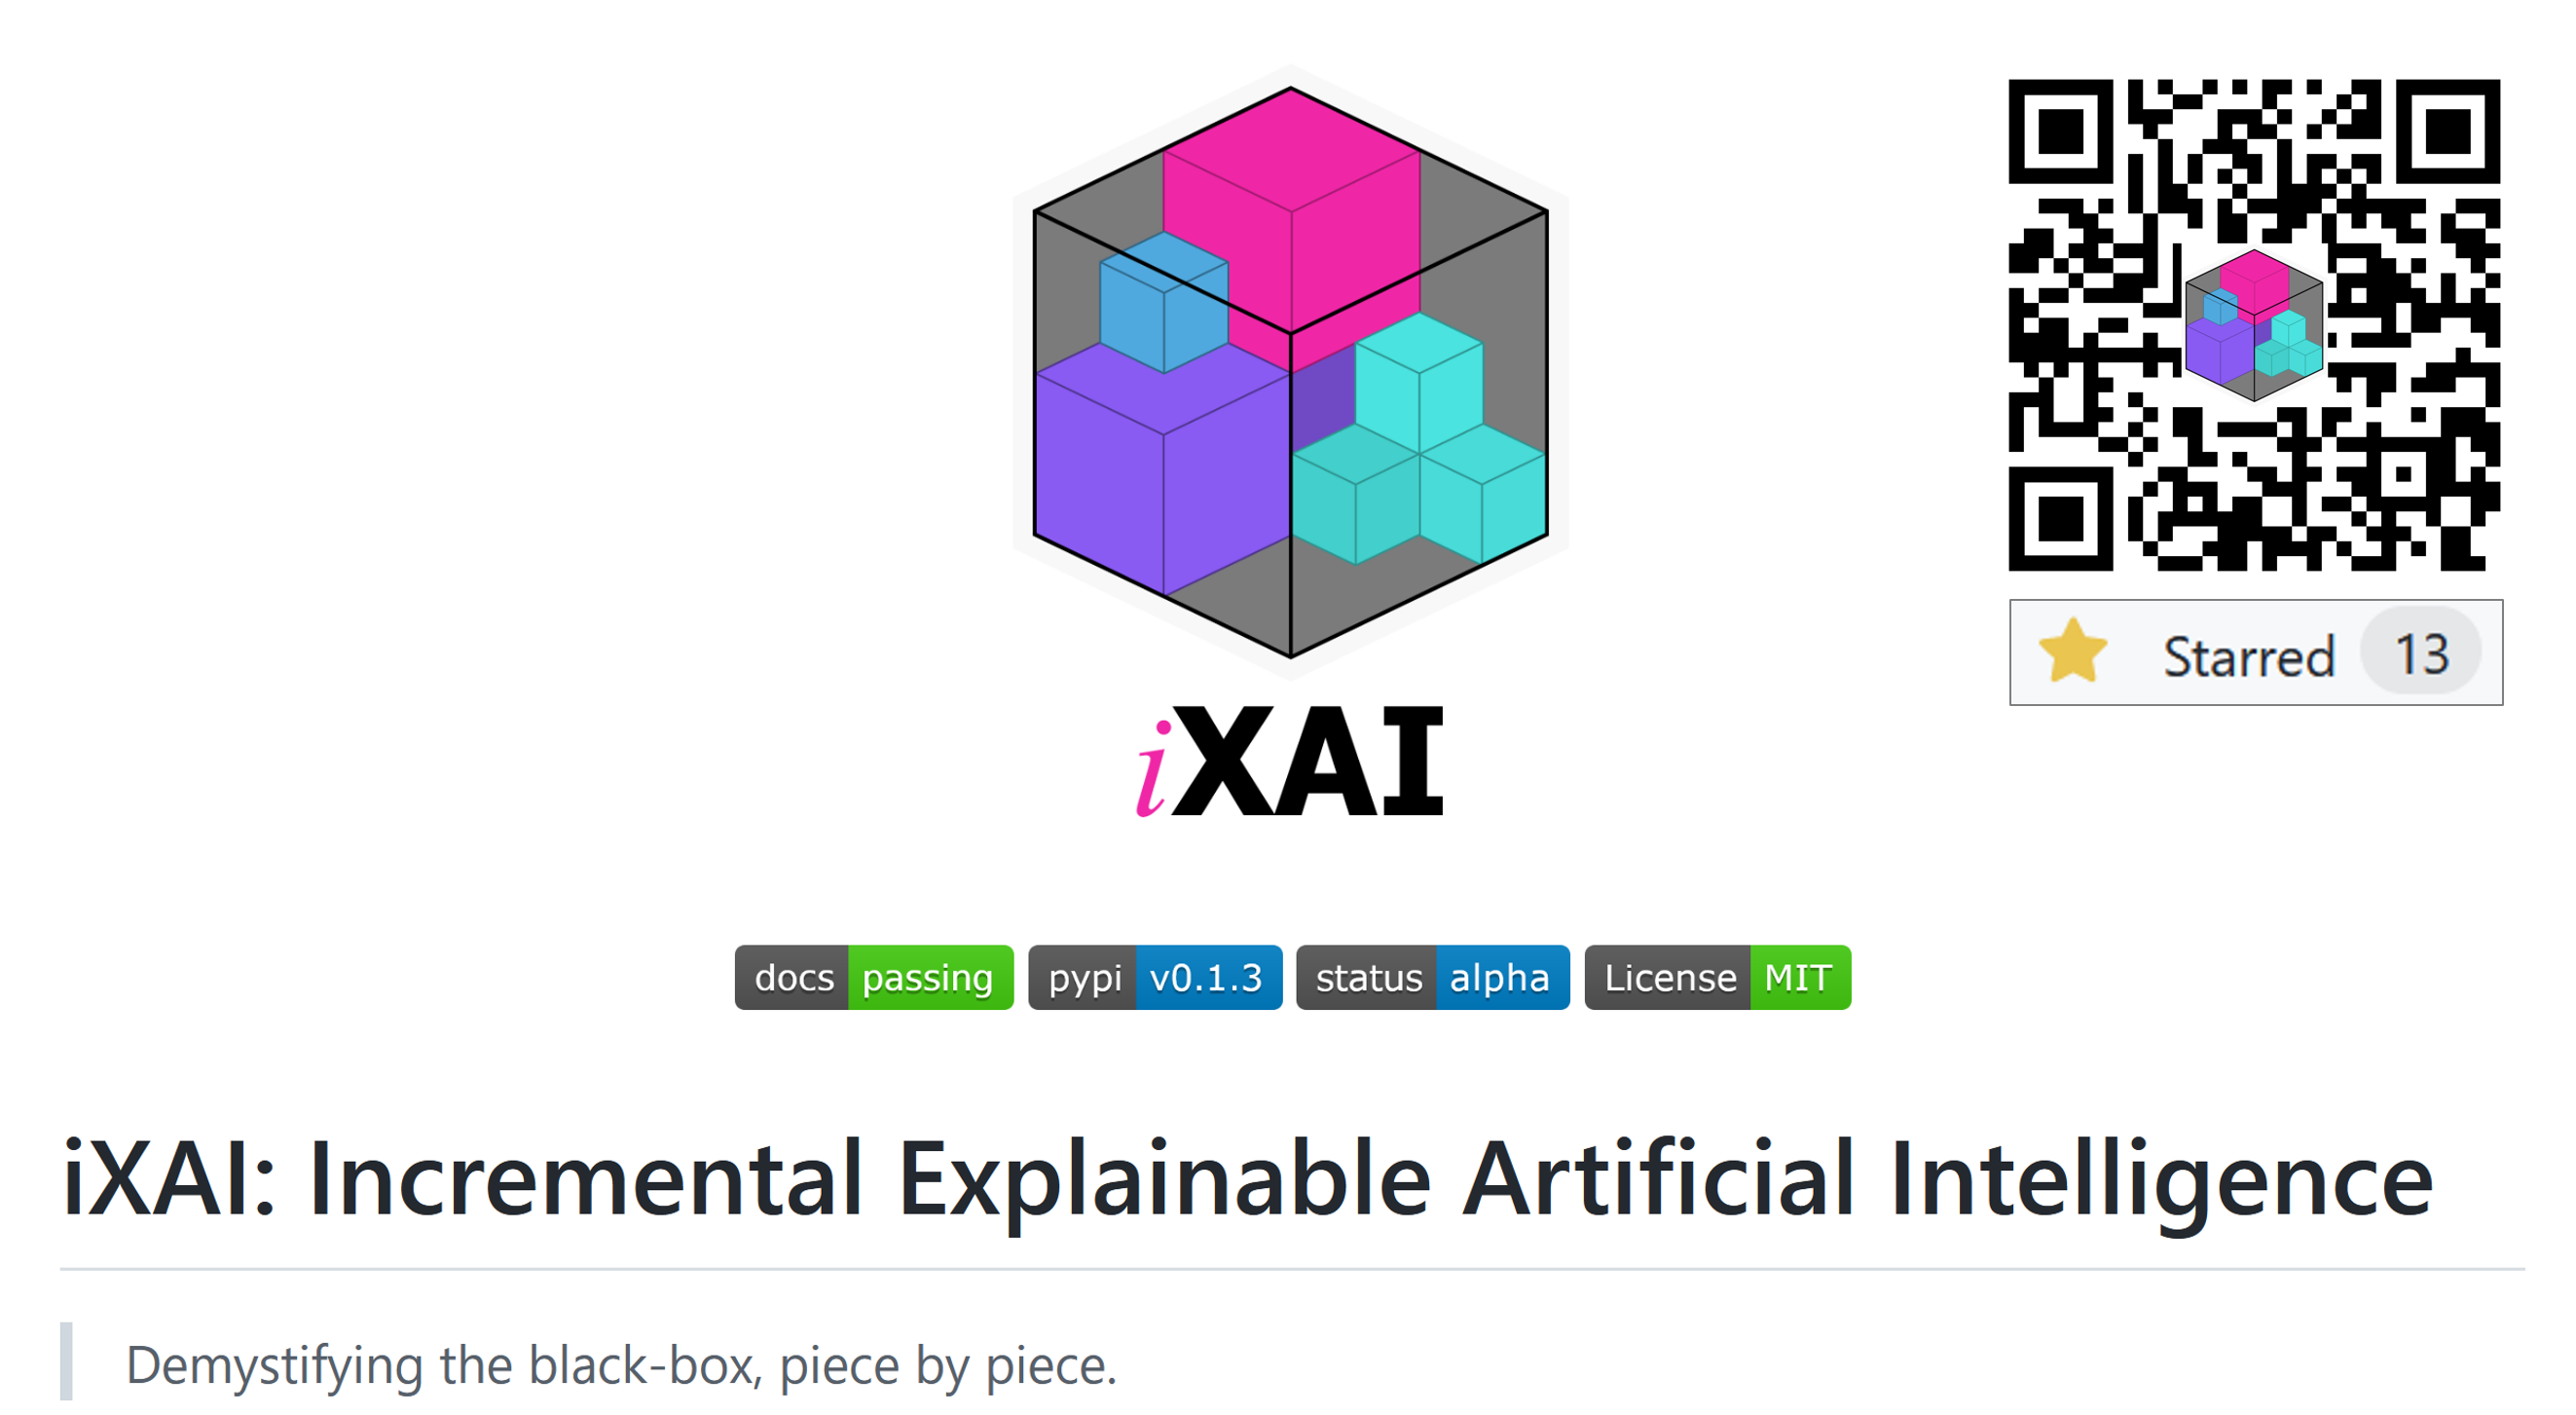 Starred 13
iXAI
docs passing pypi v0.1.3 status alpha License MIT
iXAI: Incremental Explainable Artificial Intelligence
Demystifying the black-box, piece by piece.